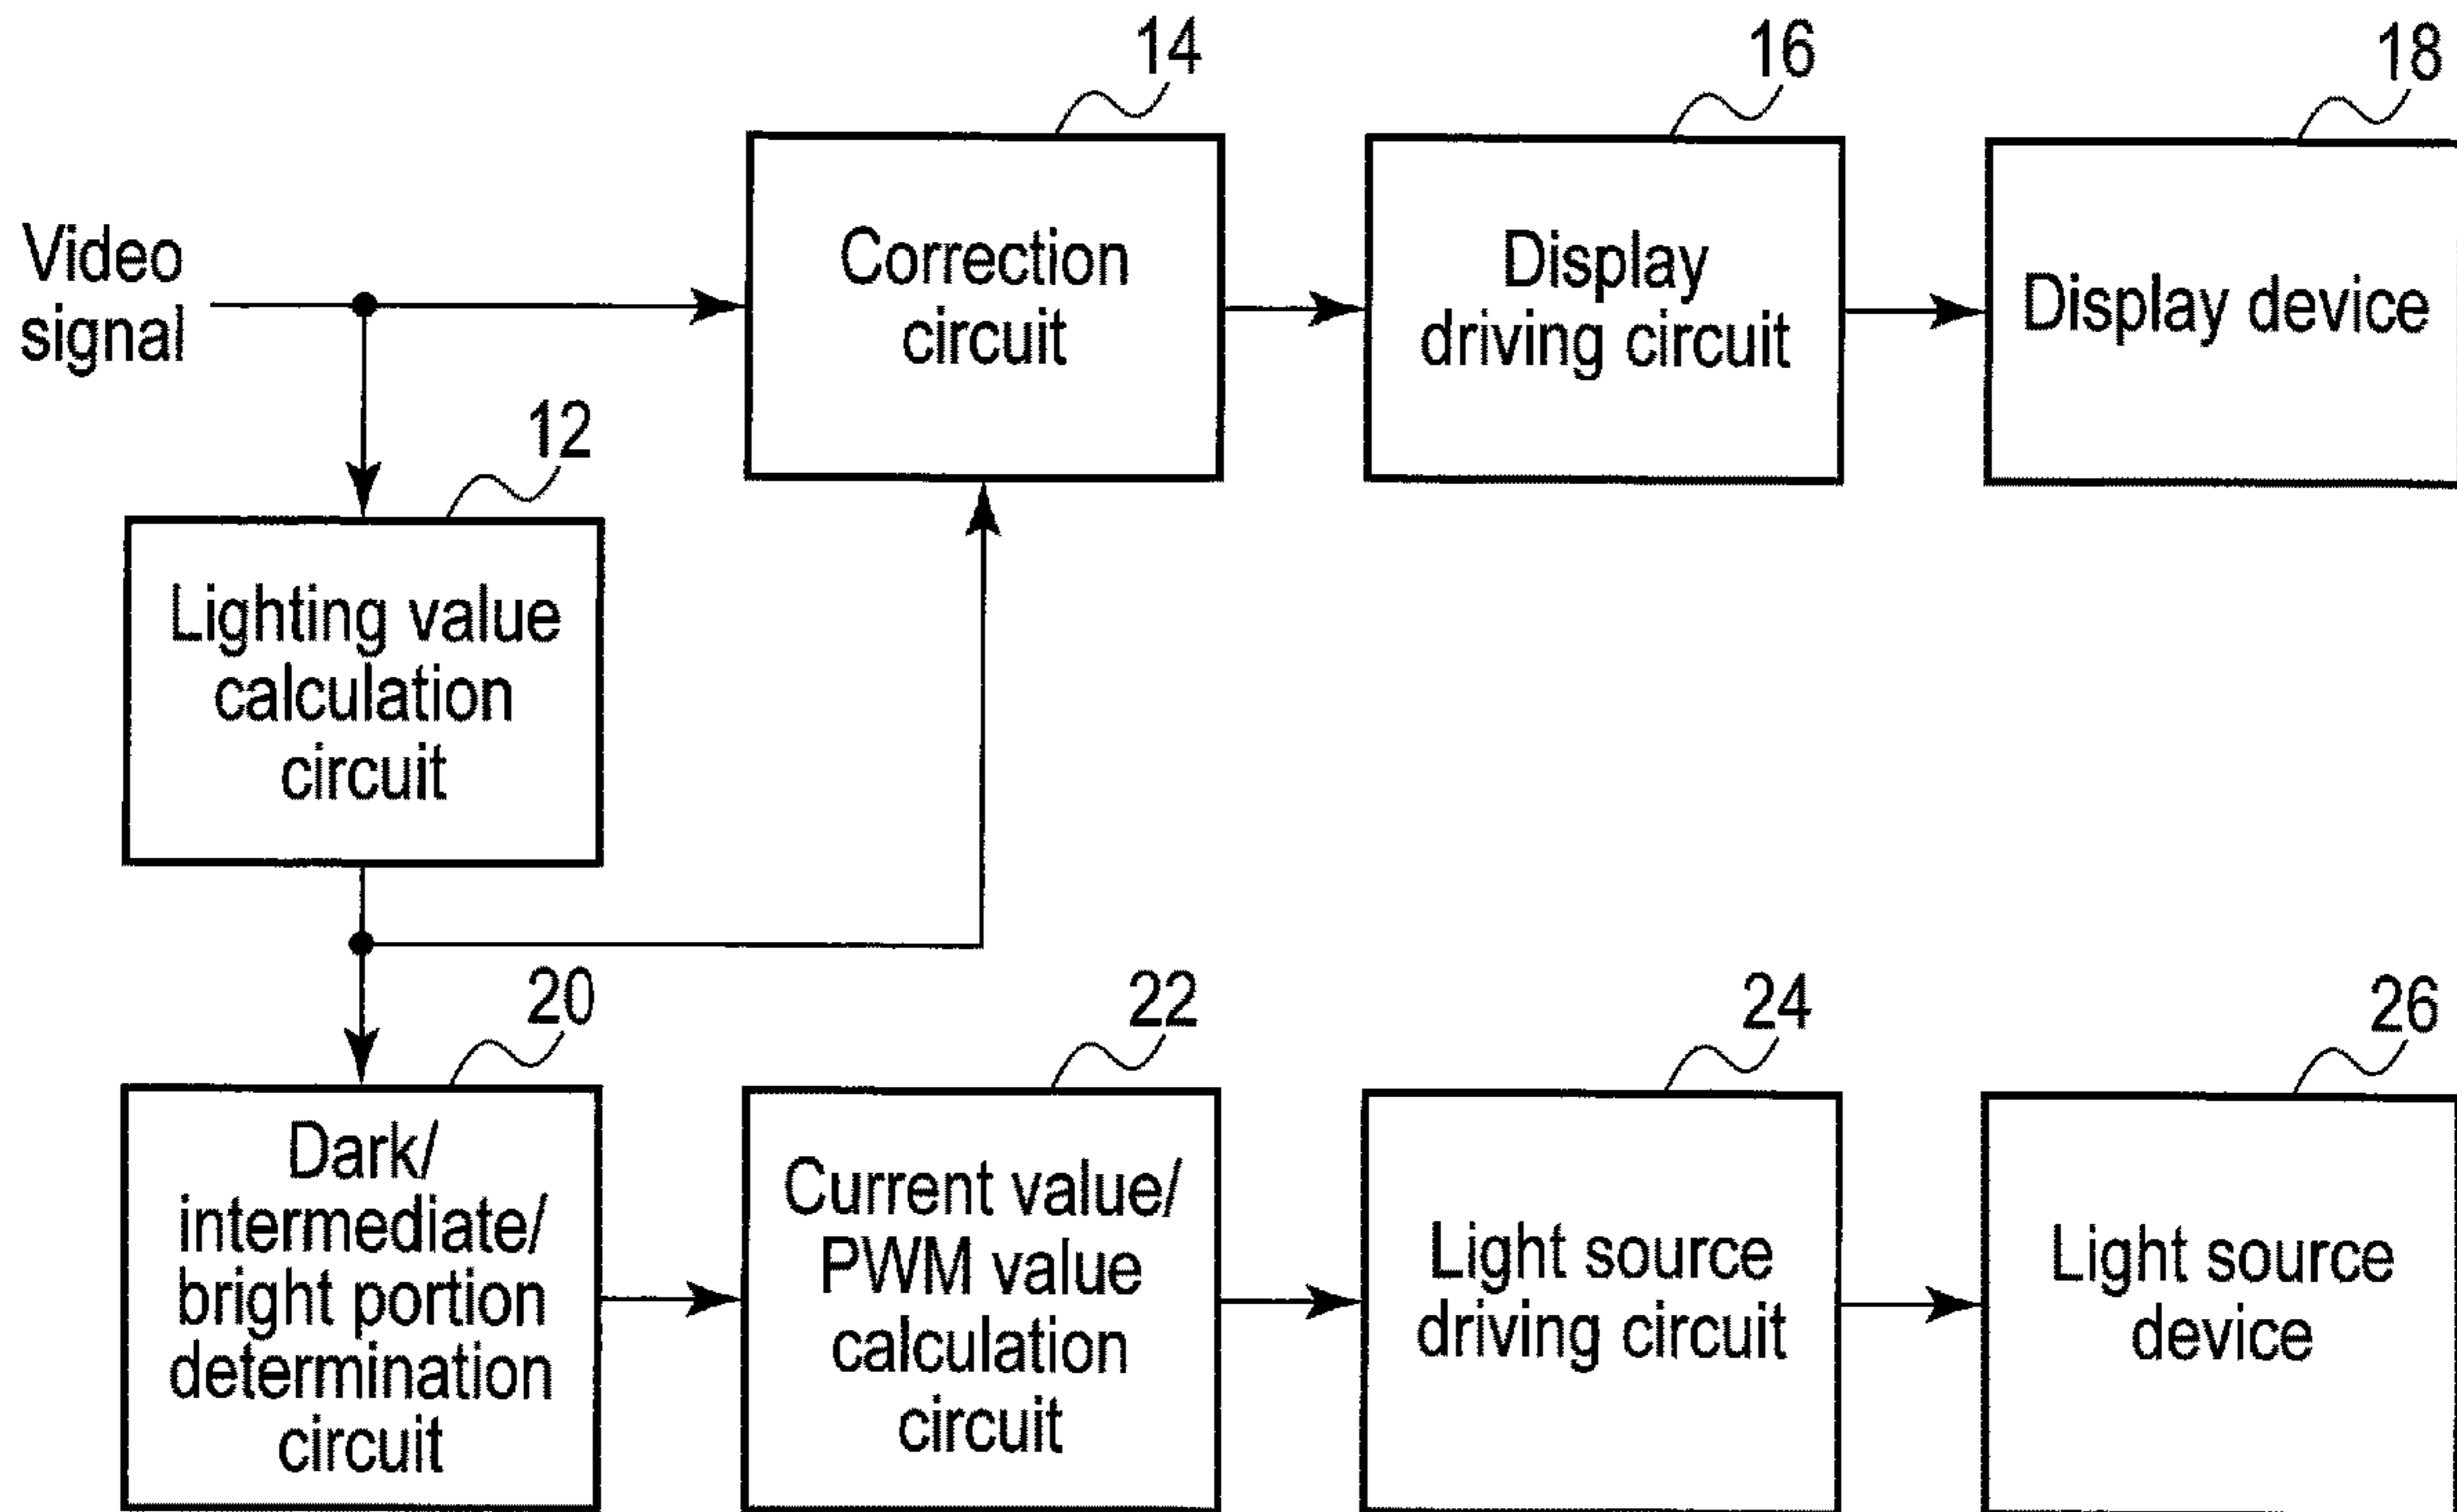 14
16
18
Video
signal
Correction
circuit
Display
driving circuit
Display device
12
Lighting value
calculation
circuit
20
22
24
26
Dark/
intermediate/
bright portion
determination
circuit
Current value/
PWM value
calculation
circuit
Light source
driving circuit
Light source
device